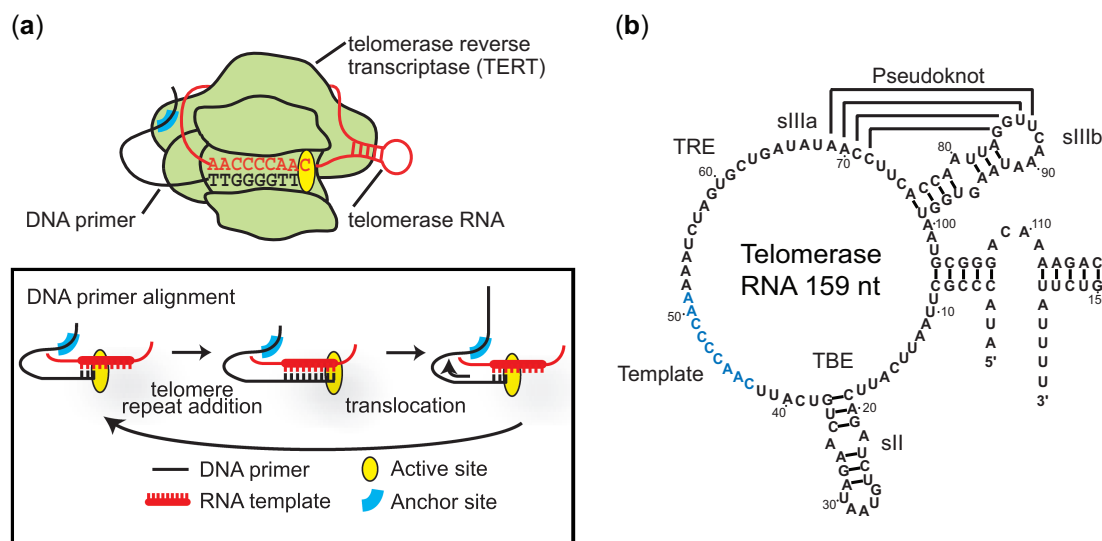 (a)
telomerase reverse
transcriptase (TERT)
AACCCCAAC
TTGGGGTT
DNA primer
telomerase RNA
DNA primer alignment
telomere
repeat addition
translocation
DNA primer
Active site
RNA template
Anchor site
(b)
Pseudoknot
sIIIa
sIIIb
TRE
60
70
80
90
100
110
Telomerase
RNA 159 nt
50
10
15
5'
3'
Template
TBE
40
20
sII
30